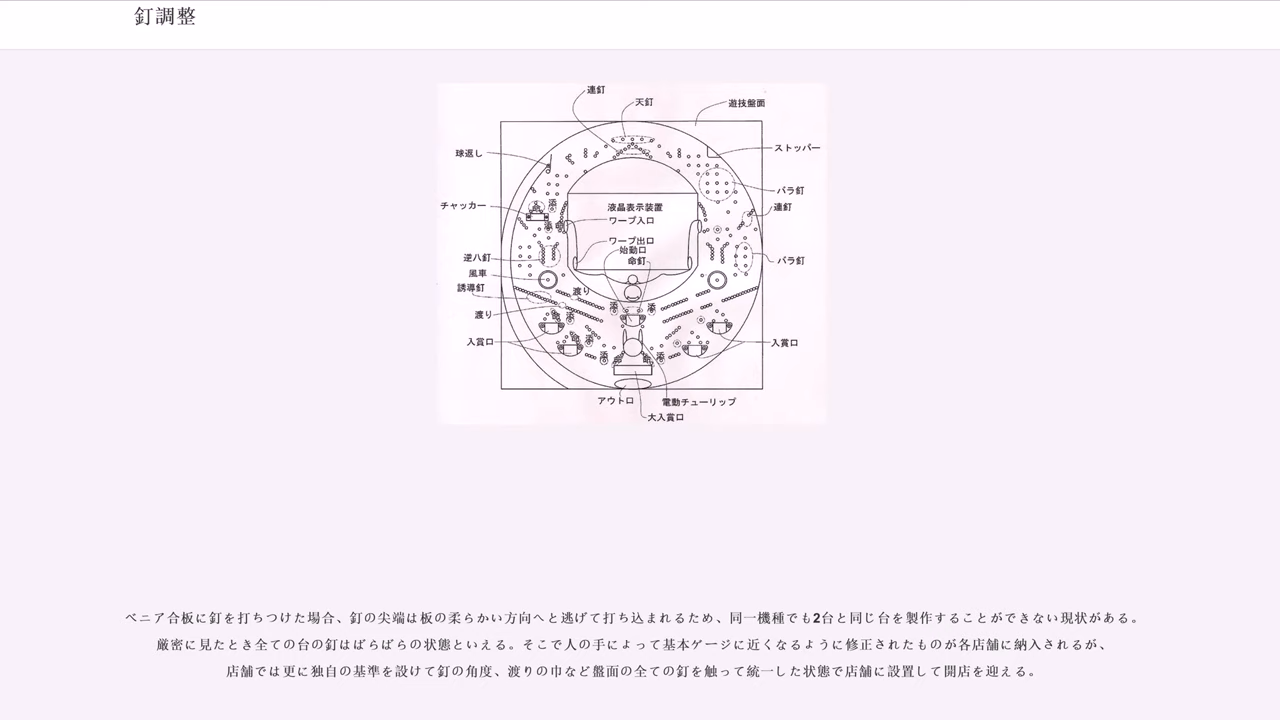 釘調整
連釘
天釘
遊技盤面
球返し
ストッパー
バラ釘
チャッカー
添
連釘
液晶表示装置
ワープ入口
ワープ出口
始動口
命釘
逆八釘
バラ釘
風車
誘導釘
渡り
添
添
渡り
添
入賞口
添
入賞口
添
添
アウト口
電動チューリップ
大入賞口
ベニア合板に釘を打ちつけた場合、釘の尖端は板の柔らかい方向へと逃げて打ち込まれるため、同一機種でも2台と同じ台を製作することができない現状がある。
厳密に見たとき全ての台の釘はばらばらの状態といえる。そこで人の手によって基本ゲージに近くなるように修正されたものが各店舗に納入されるが、
店舗では更に独自の基準を設けて釘の角度、渡りの巾など盤面の全ての釘を触って統一した状態で店舗に設置して開店を迎える。